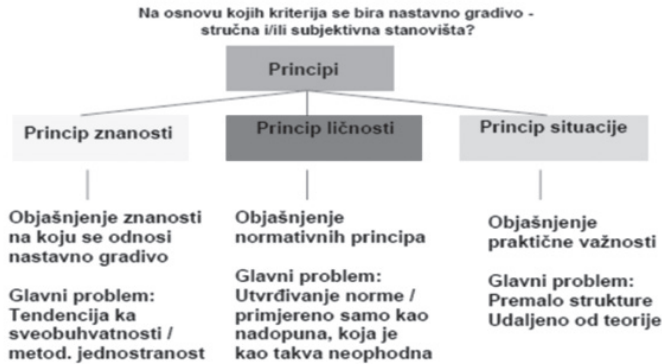 Na osnovu kojih kriterija se bira nastavno gradivo -
stručna i/ili subjektivna stanovišta?
Principi
Princip znanosti
Princip ličnosti
Princip situacije
Objašnjenje znanosti
na koju se odnosi
nastavno gradivo
Glavni problem:
Tendencija ka
sveobuhvatnosti /
metod. jednostranost
Objašnjenje
normativnih principa
Glavni problem:
Utvrđivanje norme /
primjereno samo kao
nadopuna, koja je
kao takva neophodna
Objašnjenje
praktične važnosti
Glavni problem:
Premalo strukture
Udaljeno od teorije